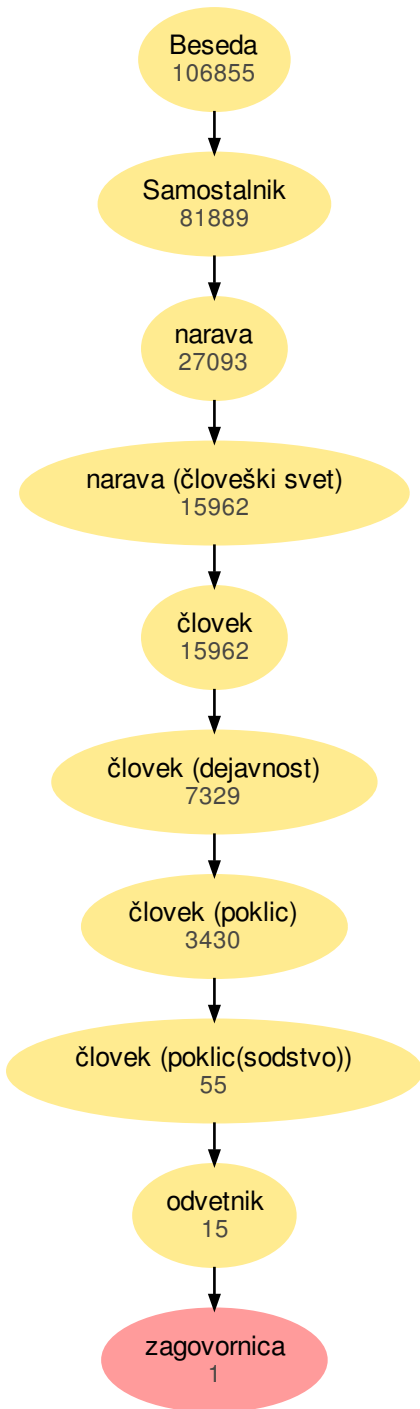 Beseda
106855
Samostalnik
81889
narava
27093
narava (človeški svet)
15962
človek
15962
človek (dejavnost)
7329
človek (poklic)
3430
človek (poklic(sodstvo))
55
odvetnik
15
zagovornica
1